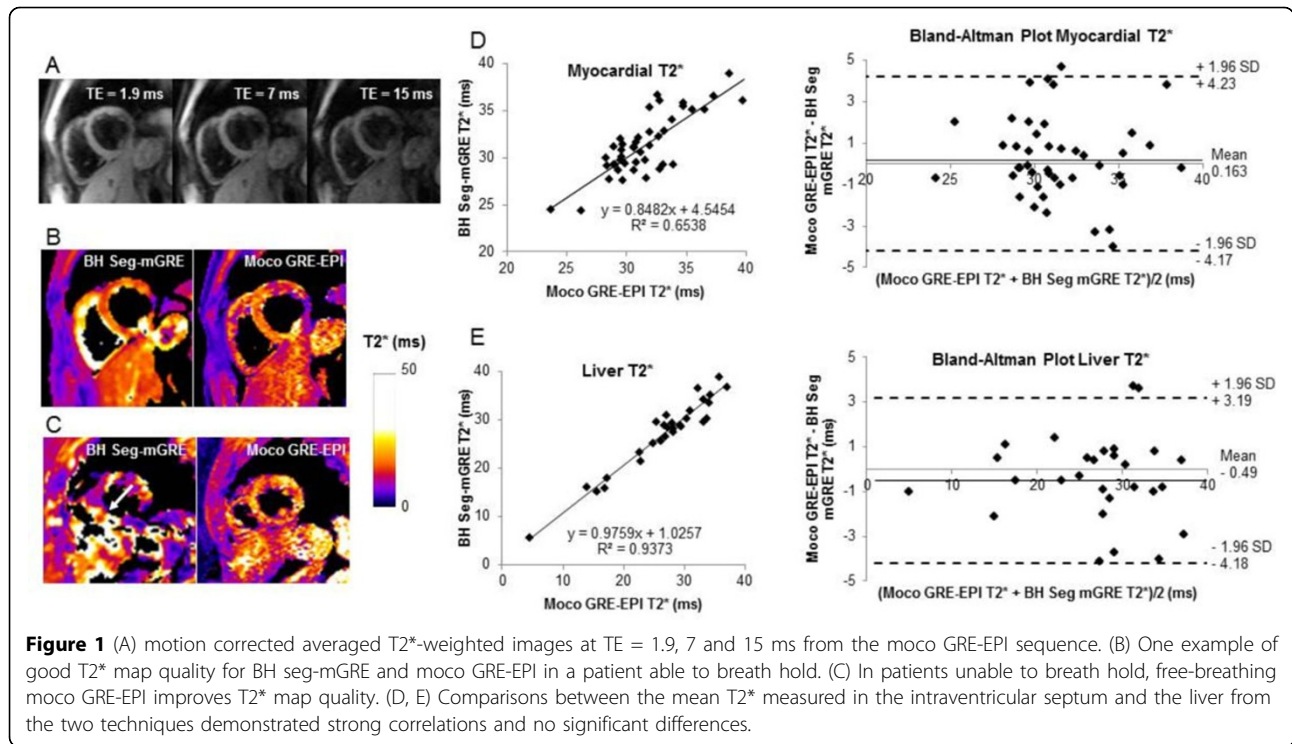 A
TE = 1.9 ms
TE = 7 ms
TE = 15 ms
B
BH Seg-mGRE
Moco GRE-EPI
T2* (ms)
50
0
C
BH Seg-mGRE
Moco GRE-EPI
D
Myocardial T2*
BH Seg-mGRE T2* (ms)
40
35
30
25
20
y = 0.8482x + 4.5454
R² = 0.6538
20 25 30 35 40
Moco GRE-EPI T2* (ms)
Bland-Altman Plot Myocardial T2*
Moco GRE-EPI T2* - BH Seg
mGRE T2*
5
3
1
-1
-3
-5
+ 1.96 SD
+ 4.23
Mean
0.163
20 25 30 35 40
- 1.96 SD
- 4.17
(Moco GRE-EPI T2* + BH Seg mGRE T2*)/2 (ms)
E
Liver T2*
BH Seg-mGRE T2* (ms)
40
30
20
10
0
y = 0.9759x + 1.0257
R² = 0.9373
0 10 20 30 40
Moco GRE-EPI T2* (ms)
Bland-Altman Plot Liver T2*
Moco GRE-EPI T2* - BH Seg
mGRE T2* (ms)
5
3
1
-1
-3
-5
+ 1.96 SD
+ 3.19
Mean
- 0.49
0 10 20 30 40
- 1.96 SD
- 4.18
(Moco GRE-EPI T2* + BH Seg mGRE T2*)/2 (ms)
Figure 1 (A) motion corrected averaged T2*-weighted images at TE = 1.9, 7 and 15 ms from the moco GRE-EPI sequence. (B) One example of
good T2* map quality for BH seg-mGRE and moco GRE-EPI in a patient able to breath hold. (C) In patients unable to breath hold, free-breathing
moco GRE-EPI improves T2* map quality. (D, E) Comparisons between the mean T2* measured in the intraventricular septum and the liver from
the two techniques demonstrated strong correlations and no significant differences.